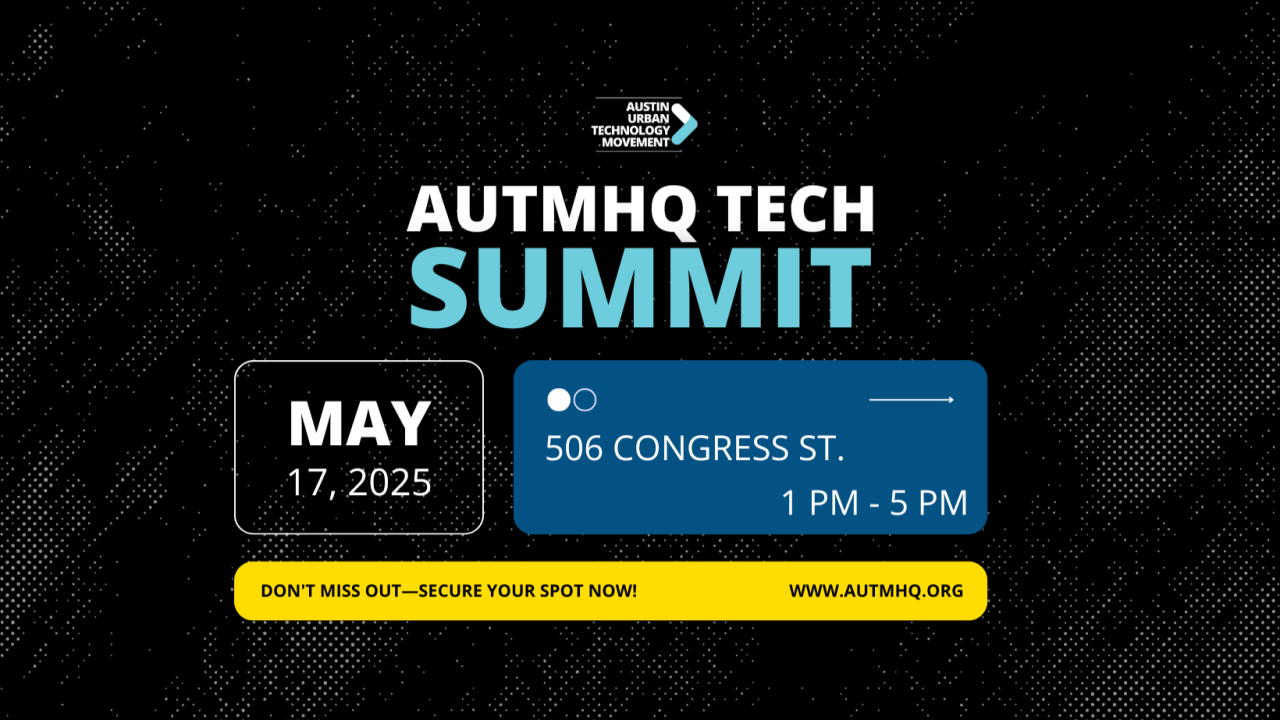 AUSTIN
URBAN
TECHNOLOGY
MOVEMENT
AUTMHQ TECH
SUMMIT
MAY
17, 2025
506 CONGRESS ST.
1 PM - 5 PM
DON'T MISS OUT—SECURE YOUR SPOT NOW!
WWW.AUTMHQ.ORG